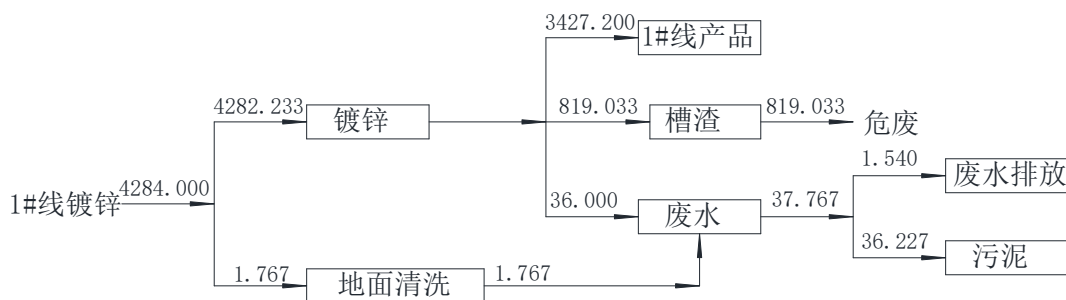 3427.200
1#线产品
4282.233
镀锌
819.033
槽渣
819.033
危废
1#线镀锌
4284.000
36.000
废水
37.767
1.540
废水排放
36.227
污泥
1.767
地面清洗
1.767